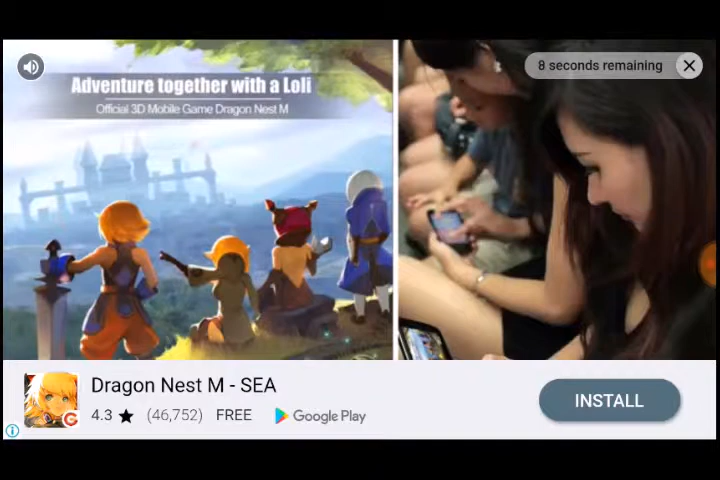 8 seconds remaining
Adventure together with a Loli
Official 3D Mobile Game Dragon Nest M
Dragon Nest M - SEA
4.3 ★ (46,752) FREE Google Play
INSTALL